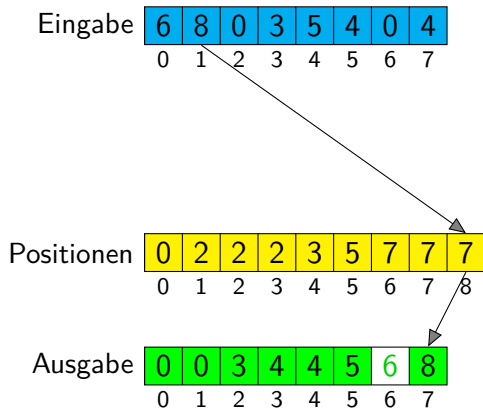 Eingabe 6 8 0 3 5 4 0 4
0 1 2 3 4 5 6 7
Positionen 0 2 2 2 3 5 7 7 7
0 1 2 3 4 5 6 7 8
Ausgabe 0 0 3 4 4 5 6 8
0 1 2 3 4 5 6 7